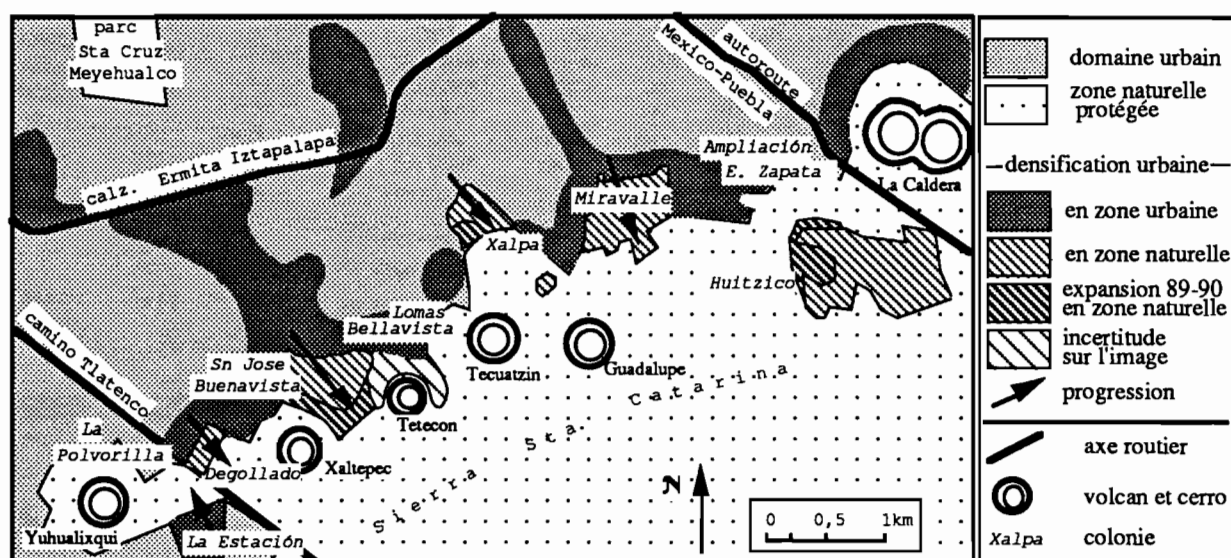 parc
Sta Cruz
Meyehualco
calz. Ermita Iztapalapa
autoroute
Mexico-Puebla
Ampliación
E. Zapata
La Caldera
Miravalle
Xalpa
Huitzico
Lomas
Bellavista
camino Tlatenco
Sn Jose
Buenavista
Tecuatzin
Guadalupe
Tetecon
Sierra Sta. Catarina
La
Polvorilla
Degollado
Xaltepec
Yuhualixqui
La Estación
N
0 0,5 1km
domaine urbain
zone naturelle
protégée
densification urbaine
en zone urbaine
en zone naturelle
expansion 89-90
en zone naturelle
incertitude
sur l'image
progression
axe routier
volcan et cerro
Xalpa colonie